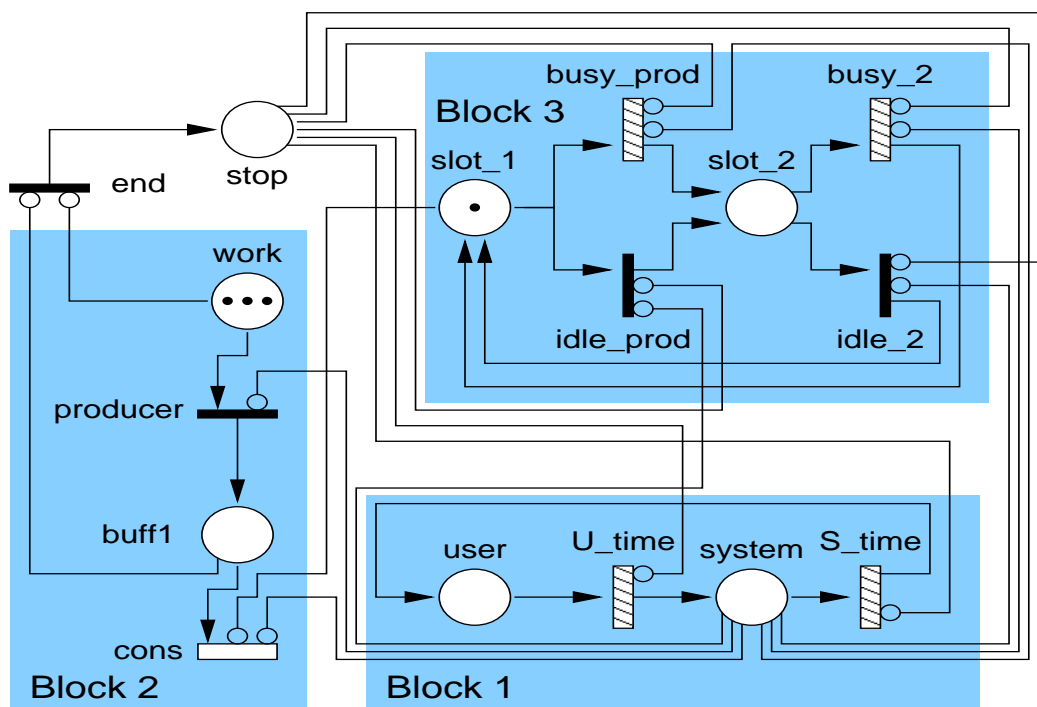 busy_prod
busy_2
Block 3
stop
slot_1
slot_2
end
work
idle_prod
idle_2
producer
buff1
user
U_time
system
S_time
cons
Block 2
Block 1